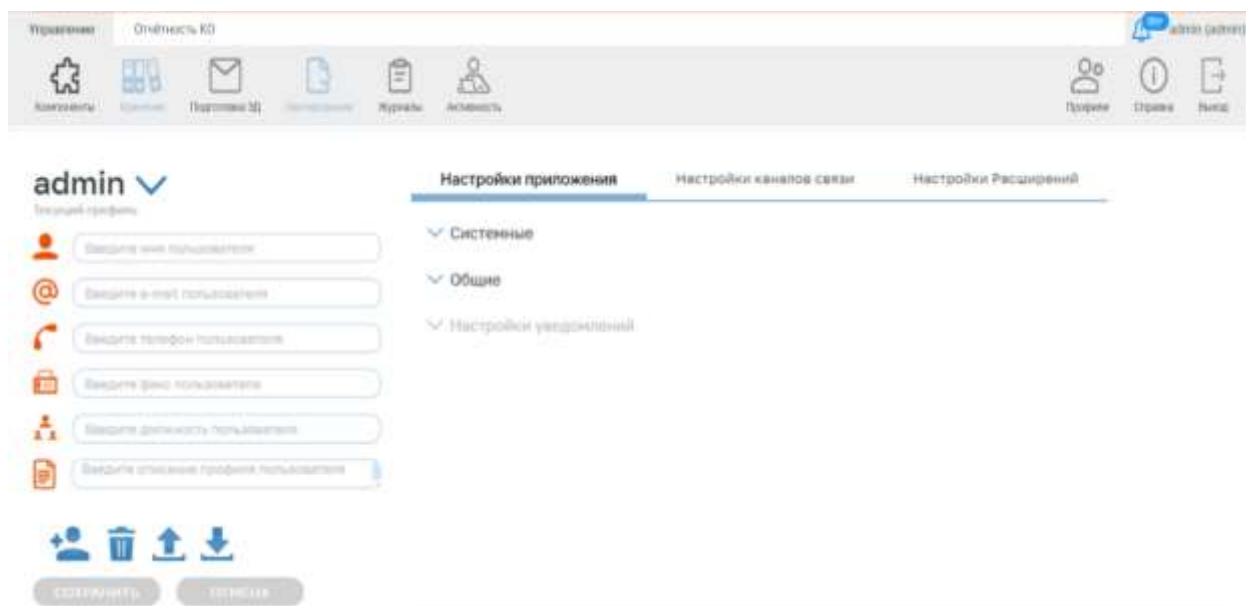 Управление Отчётность КО 99+ admin (admin)
Компоненты Хранение Подготовка ЭД Журналы Активность Профили Справка Выход
admin Настройки приложения Настройки каналов связи Настройки Расширений
Текущий профиль
Системные
Введите имя пользователя
Общие
Введите e-mail пользователя
Настройки уведомлений
Введите телефон пользователя
Введите факс пользователя
Введите должность пользователя
Введите описание профиля пользователя
СОХРАНИТЬ ОТМЕНА